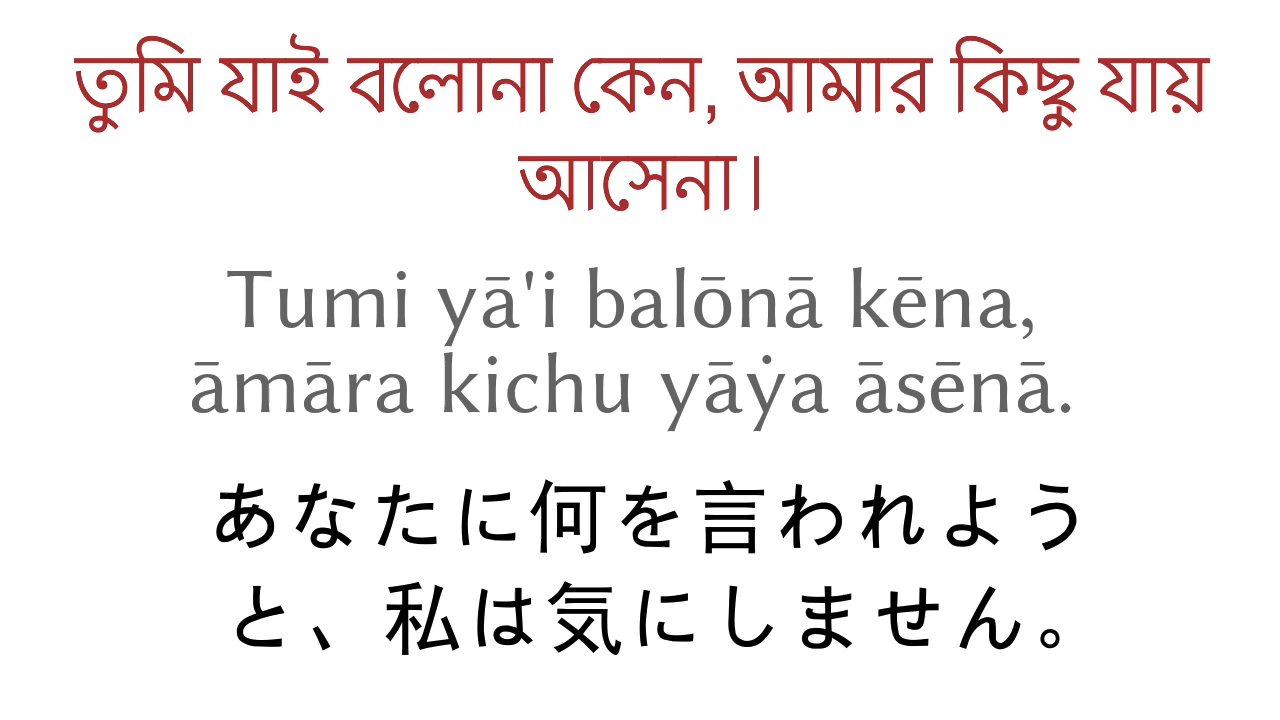 তুমি যাই বলোনা কেন, আমার কিছু যায়
আসেনা।
Tumi yā'i balōnā kēna,
āmāra kichu yāẏa āsēnā.
あなたに何を言われよう
と、私は気にしません。